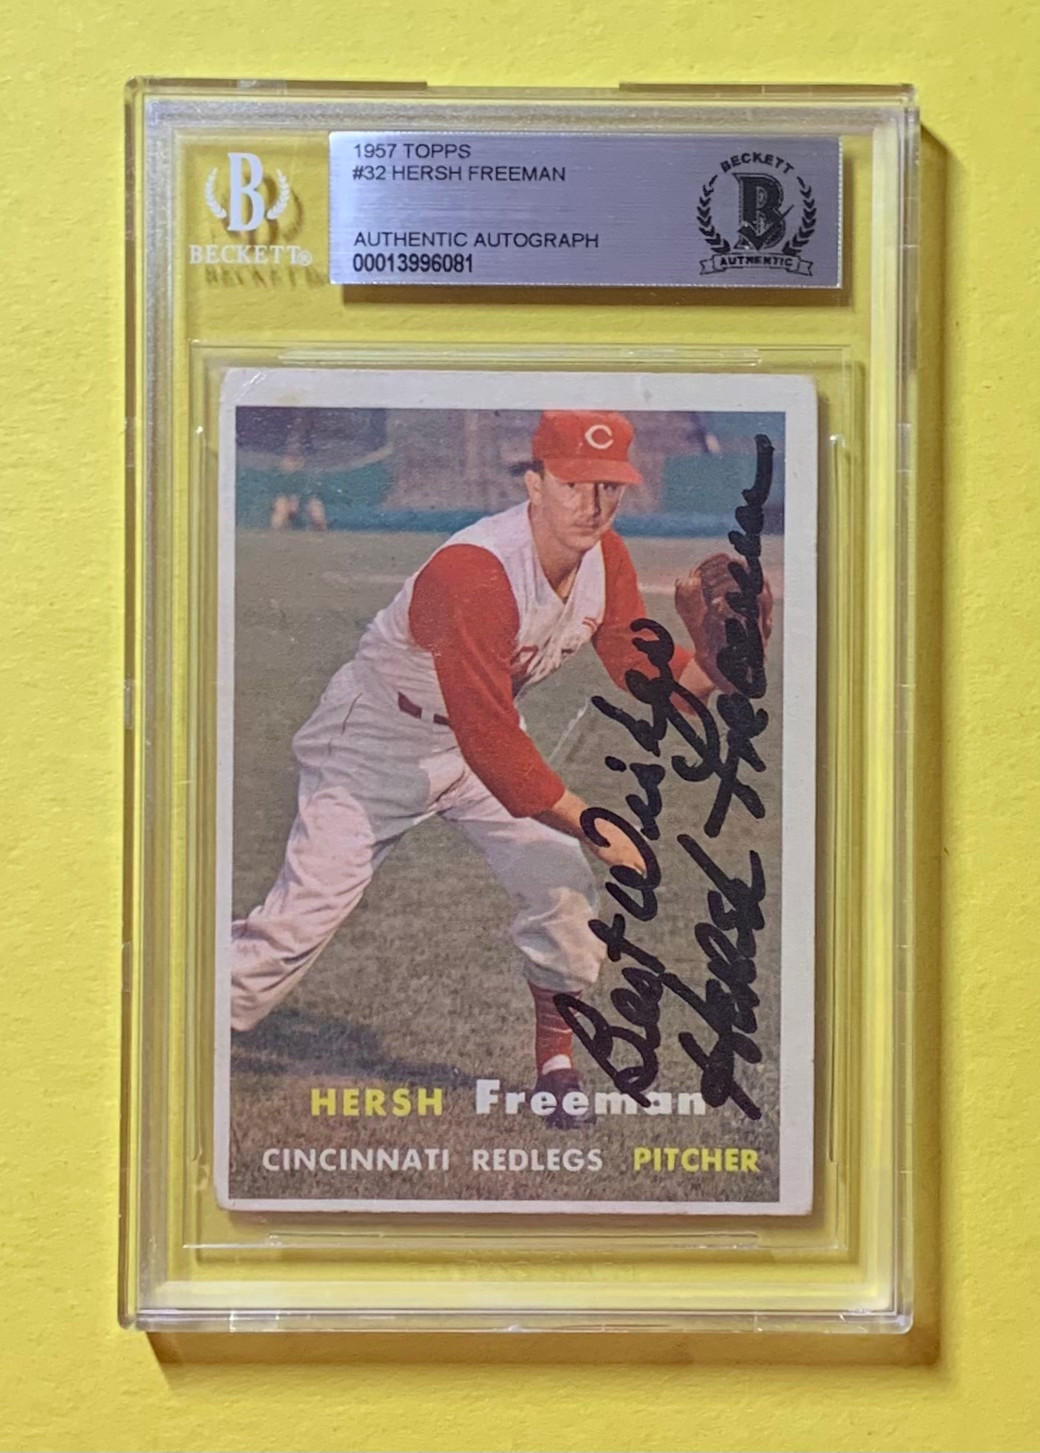 B
BECKETT®
1957 TOPPS
#32 HERSH FREEMAN
AUTHENTIC AUTOGRAPH
00013996081
BECKETT
B
AUTHENTIC
C
Best Wishes
Hersh Freeman
HERSH Freeman
CINCINNATI REDLEGS PITCHER